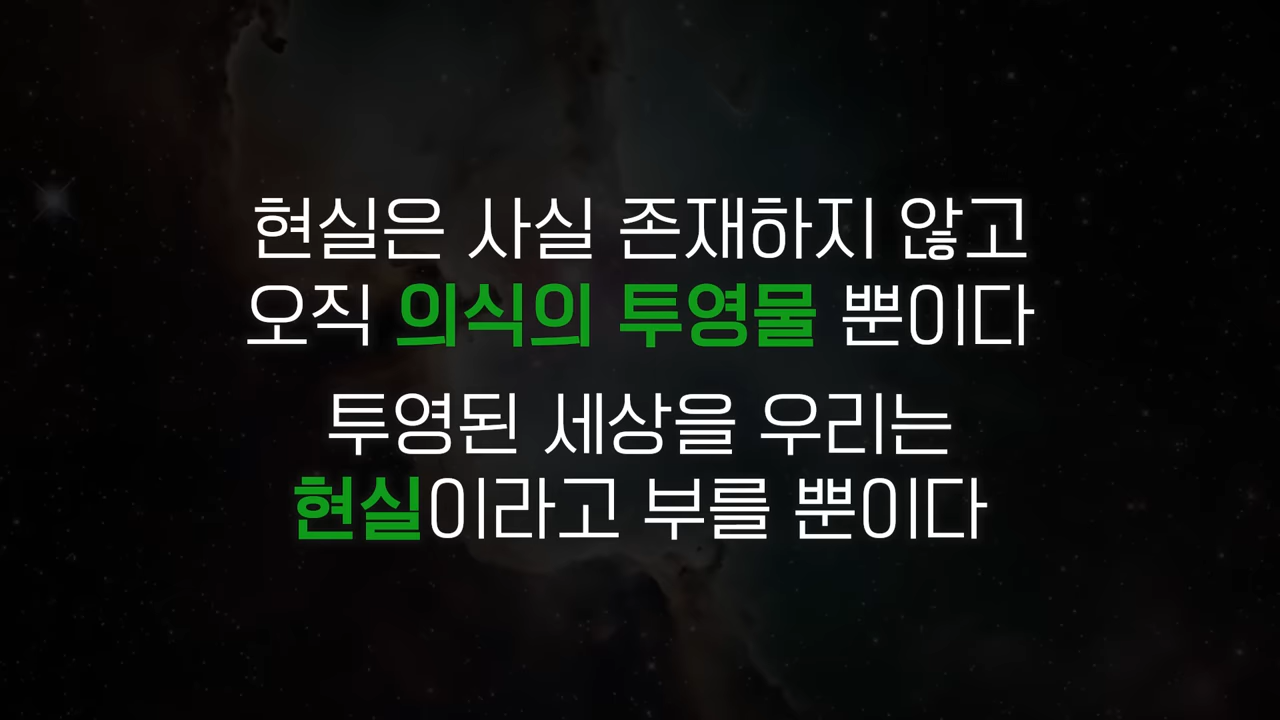 현실은 사실 존재하지 않고
오직 의식의 투영물 뿐이다
투영된 세상을 우리는
현실이라고 부를 뿐이다